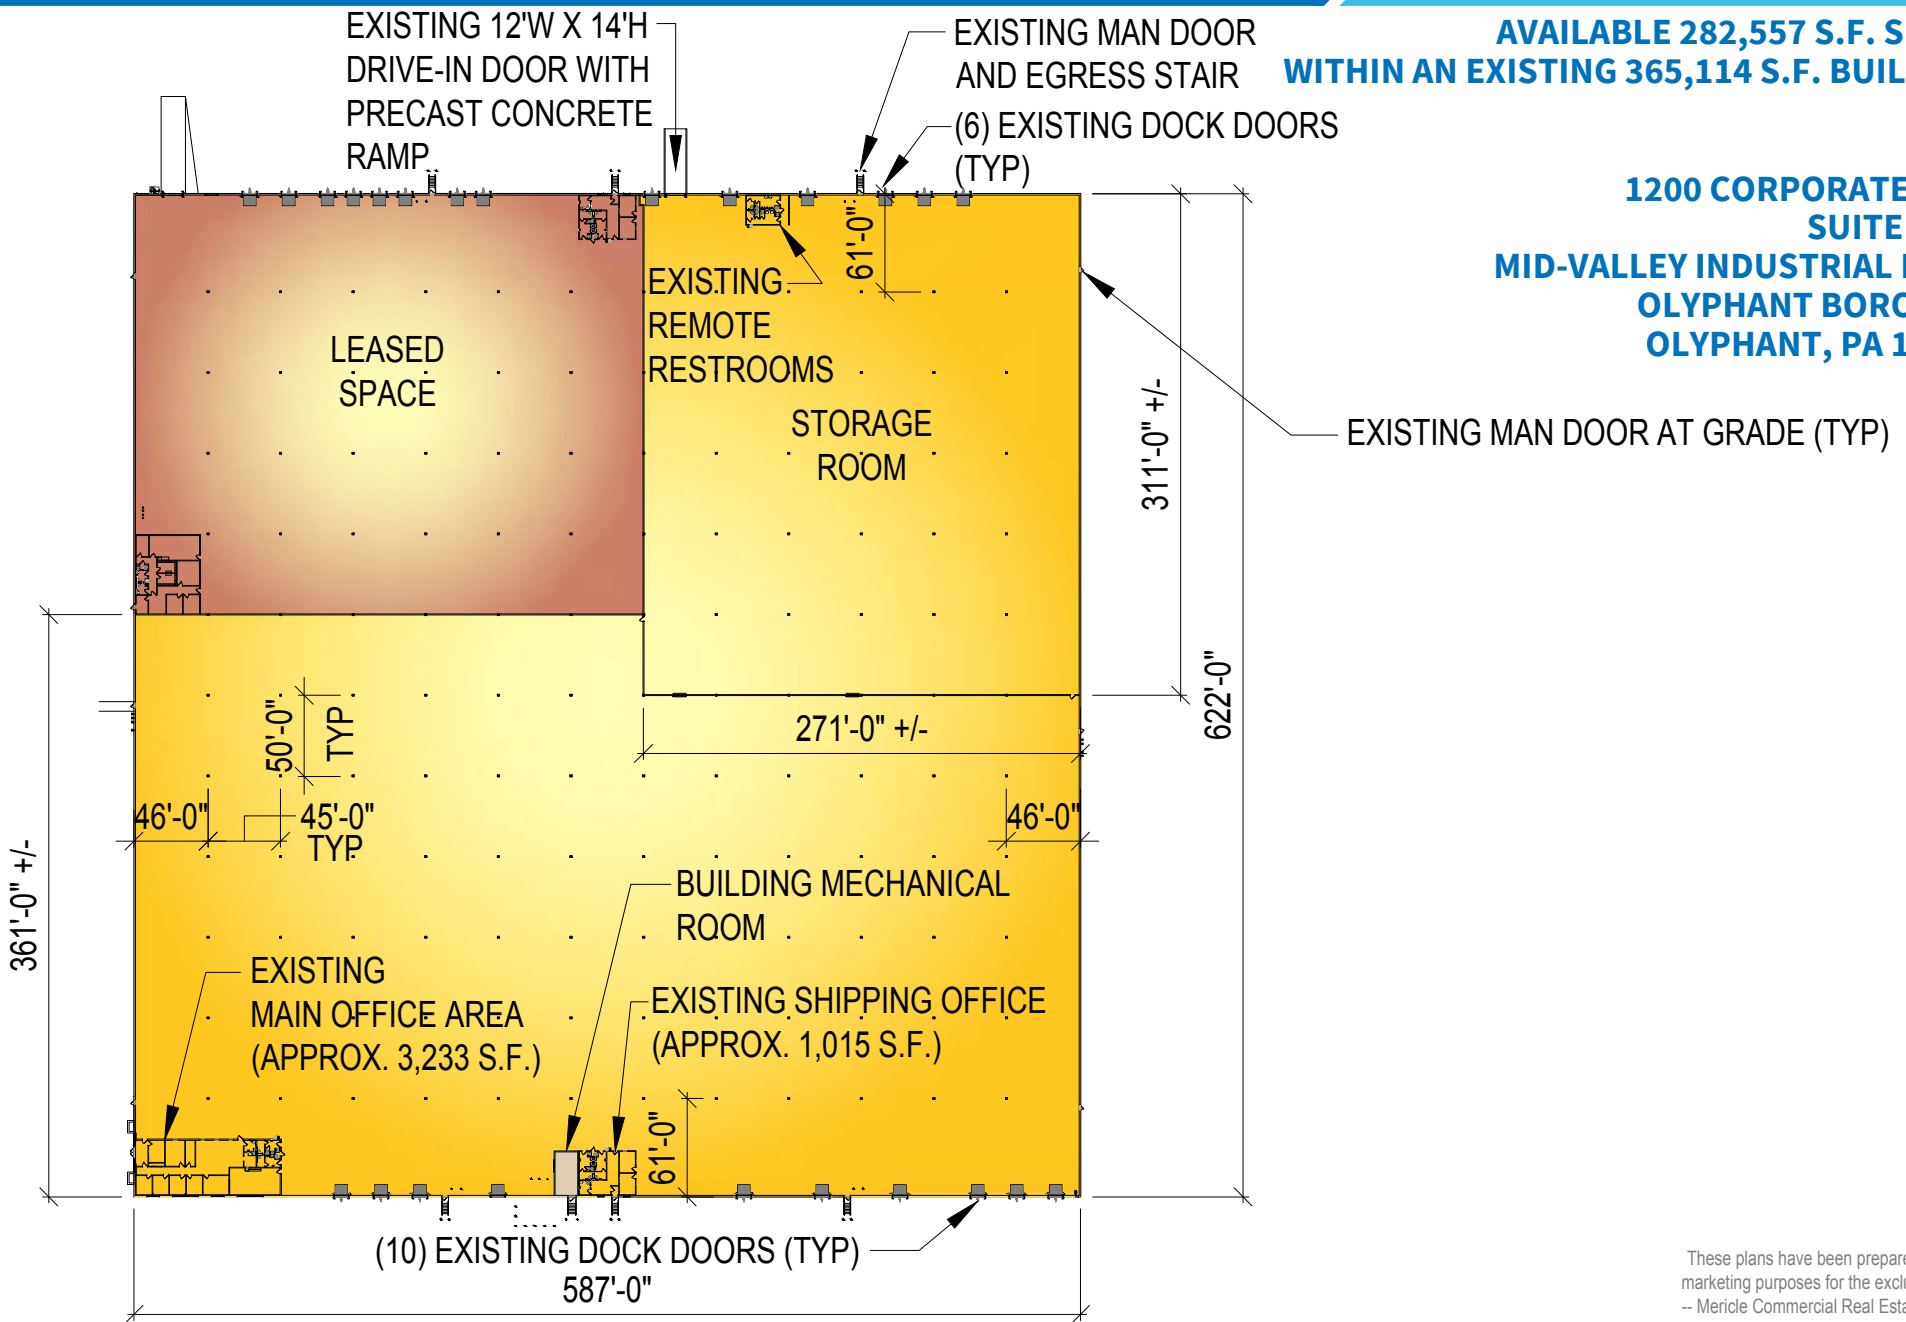 EXISTING 12'W X 14'H
DRIVE-IN DOOR WITH
PRECAST CONCRETE
RAMP
EXISTING MAN DOOR
AND EGRESS STAIR
(6) EXISTING DOCK DOORS
(TYP)
AVAILABLE 282,557 S.F. S
WITHIN AN EXISTING 365,114 S.F. BUIL
1200 CORPORATE
SUITE
MID-VALLEY INDUSTRIAL
OLYPHANT BORO
OLYPHANT, PA 1
LEASED
SPACE
EXISTING
REMOTE
RESTROOMS
61'-0"
STORAGE
ROOM
311'-0" +/-
EXISTING MAN DOOR AT GRADE (TYP)
622'-0"
271'-0" +/-
50'-0"
TYP
46'-0"
45'-0"
TYP
46'-0"
361'-0" +/-
BUILDING MECHANICAL
ROOM
EXISTING
MAIN OFFICE AREA
(APPROX. 3,233 S.F.)
EXISTING SHIPPING OFFICE
(APPROX. 1,015 S.F.)
61'-0"
(10) EXISTING DOCK DOORS (TYP)
587'-0"
These plans have been prepare
marketing purposes for the exclu
-- Mericle Commercial Real Esta